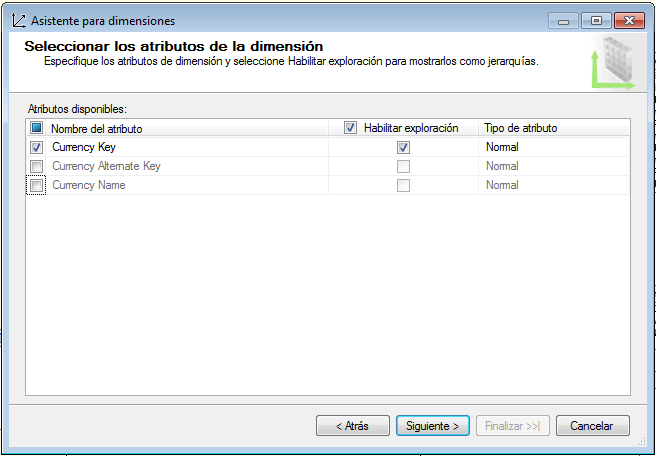 Asistente para dimensiones
Seleccionar los atributos de la dimensión
Especifique los atributos de dimensión y seleccione Habilitar exploración para mostrarlos como jerarquías.
Atributos disponibles:
Nombre del atributo Habilitar exploración Tipo de atributo
Currency Key Normal
Currency Alternate Key Normal
Currency Name Normal
< Atrás Siguiente > Finalizar >>| Cancelar